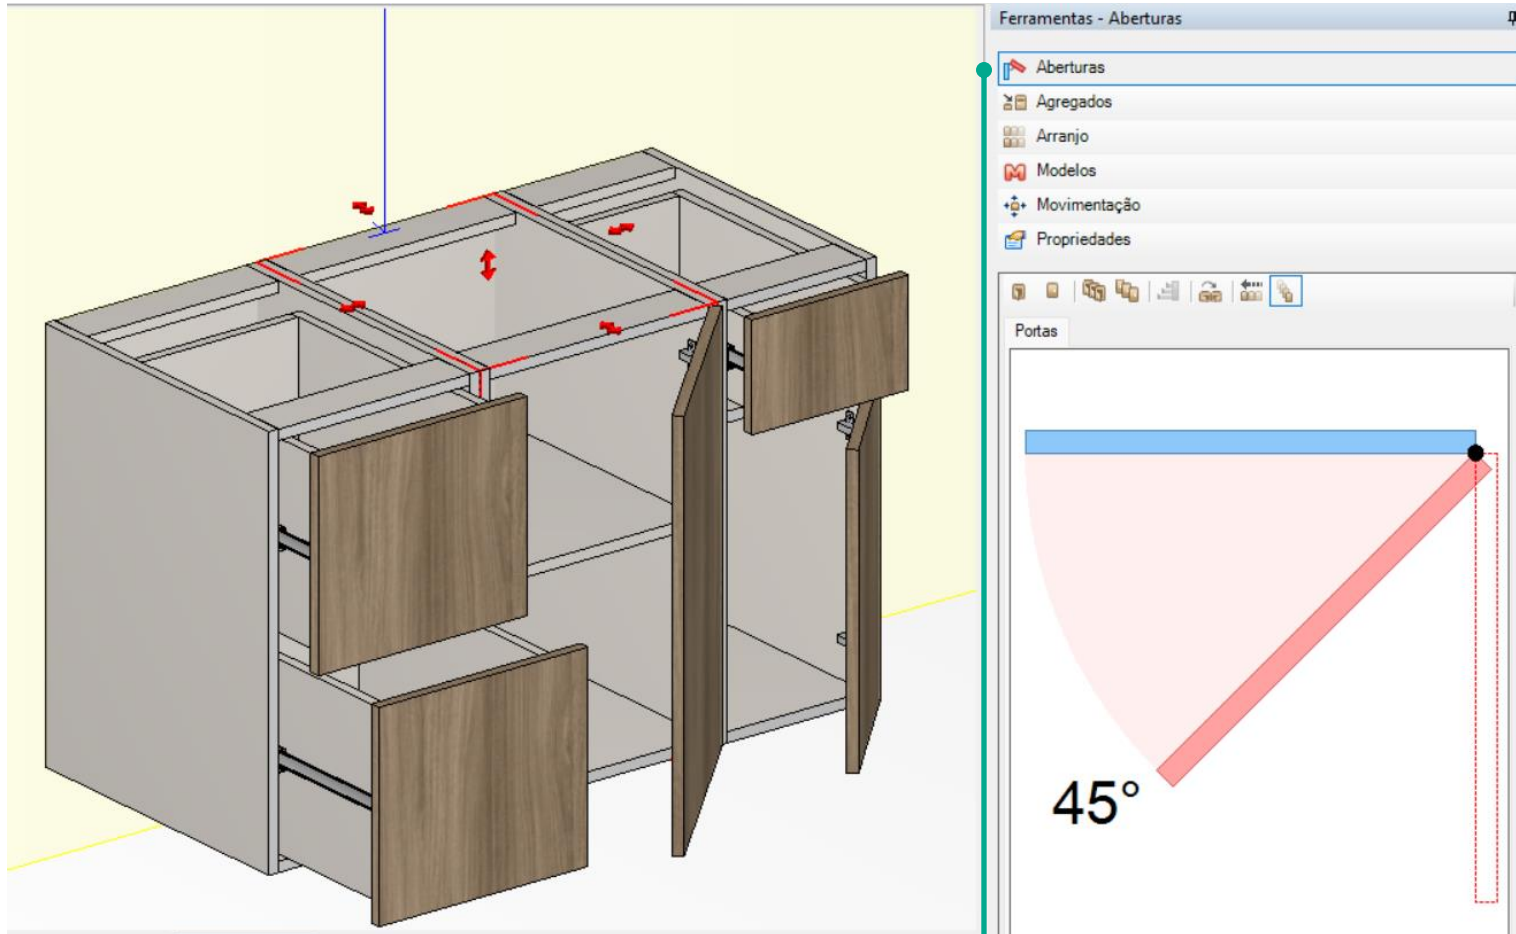 Ferramentas - Aberturas
Aberturas
Agregados
Arranjo
Modelos
Movimentação
Propriedades
Portas
45°